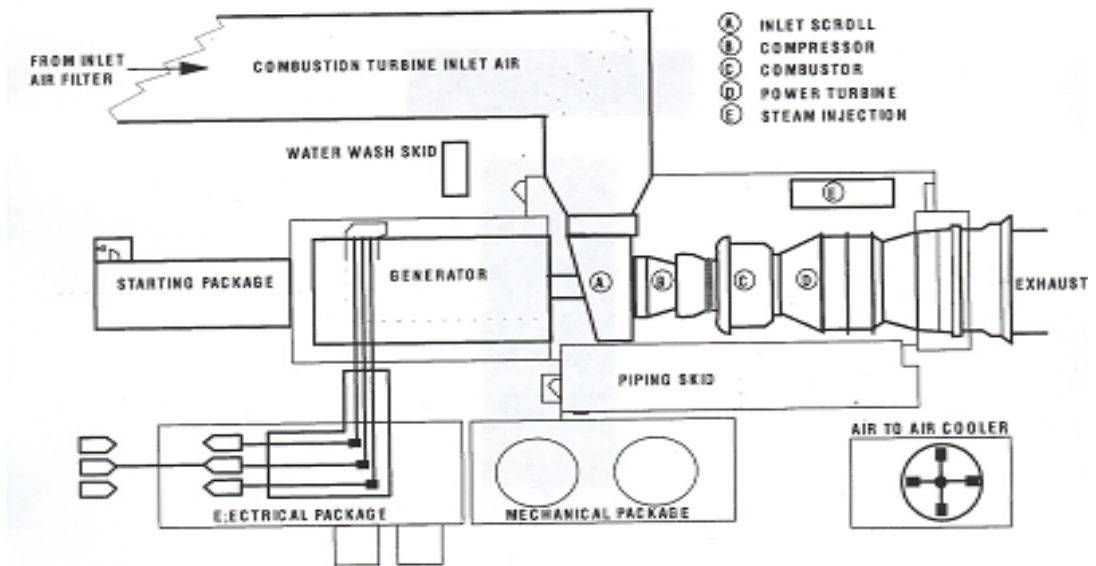 FROM INLET
AIR FILTER
COMBUSTION TURBINE INLET AIR
A INLET SCROLL
B COMPRESSOR
C COMBUSTOR
D POWER TURBINE
E STEAM INJECTION
WATER WASH SKID
E
STARTING PACKAGE
GENERATOR
A
B
C
D
EXHAUST
PIPING SKID
AIR TO AIR COOLER
E;ECTRICAL PACKAGE
MECHANICAL PACKAGE